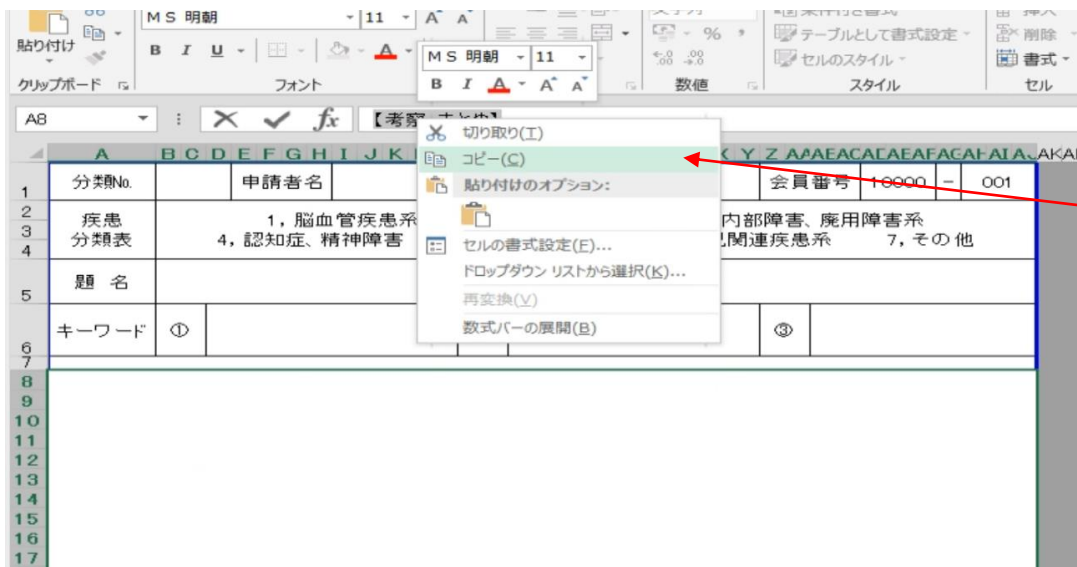 MS 明朝 11 A A
貼り付け B I U A % 条件付き書式 挿入
テーブルとして書式設定 削除
セルのスタイル 書式
クリップボード フォント 数値 スタイル セル
MS 明朝 11
B I A A A
A8 fx 【考察
切り取り(T)
コピー(C)
貼り付けのオプション:
セルの書式設定(F)...
ドロップダウン リストから選択(K)...
再変換(V)
数式バーの展開(B)
A B C D E F G H I J K Y Z
1 分類No. 申請者名 会員番号 10000 - 001
2 疾患 1, 脳血管疾患系 内部障害、廃用障害系
3 分類表
4 4, 認知症、精神障害 関連疾患系 7, その他
5 題 名
6 キーワード ① ③
7
8
9
10
11
12
13
14
15
16
17